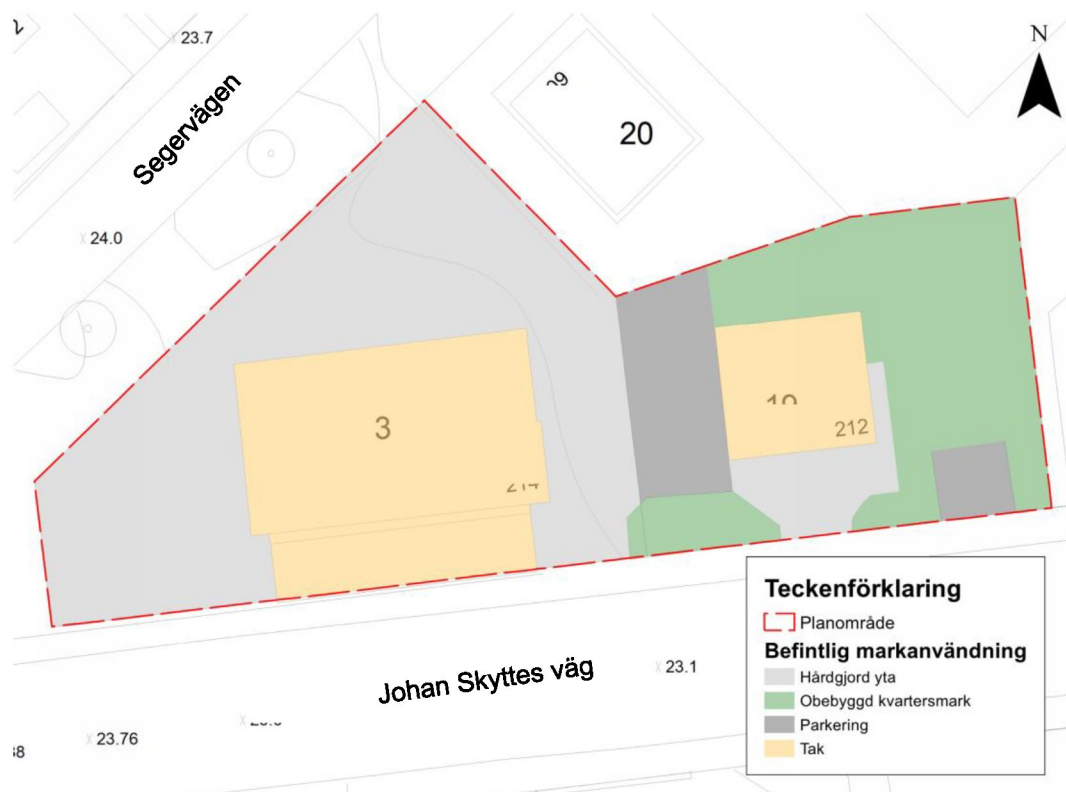 23.7
N
Segervägen
20
24.0
3
212
Teckenförklaring
Planområde
Befintlig markanvändning
Hårdgjord yta
Obebyggd kvartersmark
Parkering
Tak
Johan Skyttes väg
23.1
23.76